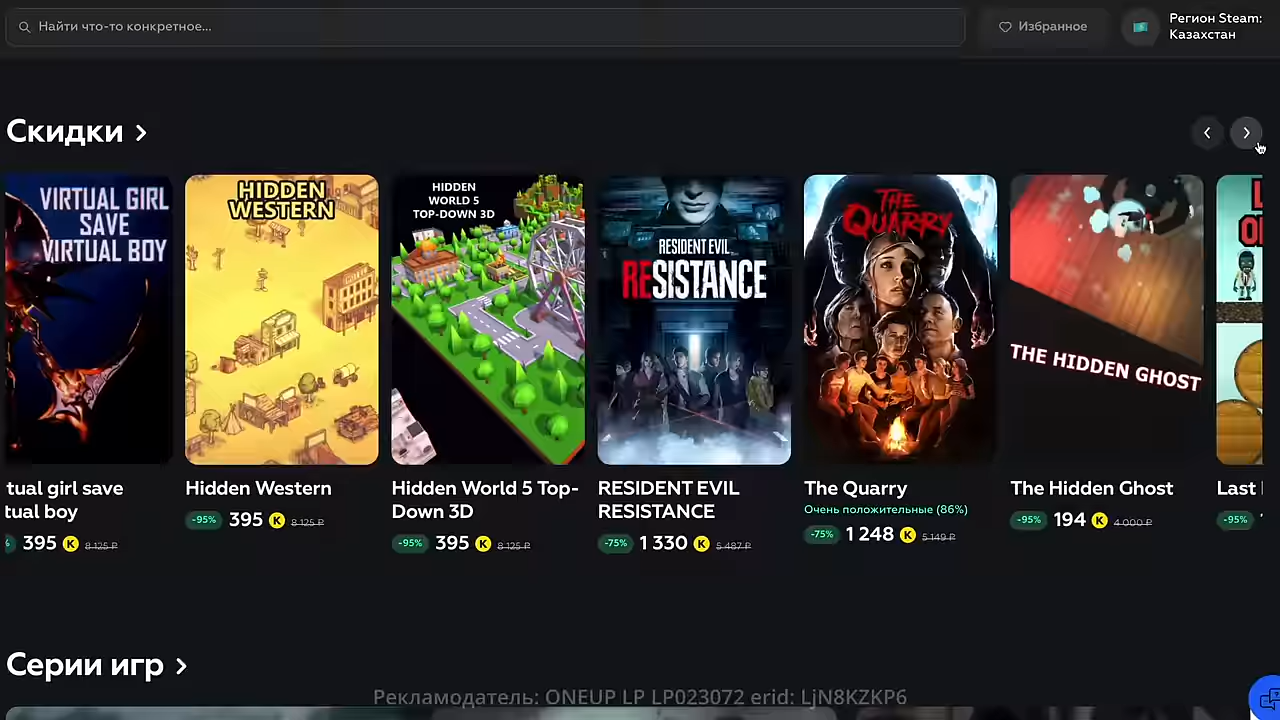 Найти что-то конкретное...
Избранное
Регион Steam:
Казахстан
Скидки
VIRTUAL GIRL
SAVE
VIRTUAL BOY
HIDDEN
WESTERN
HIDDEN
WORLD 5
TOP-DOWN 3D
RESIDENT EVIL
RESISTANCE
THE
QUARRY
THE HIDDEN GHOST
tual girl save
tual boy
395 K 8 125 ₽
Hidden Western
-95% 395 K 8 125 ₽
Hidden World 5 Top-
Down 3D
-95% 395 K 8 125 ₽
RESIDENT EVIL
RESISTANCE
-75% 1 330 K 5 487 ₽
The Quarry
Очень положительные (86%)
-75% 1 248 K 5 149 ₽
The Hidden Ghost
-95% 194 K 4 000 ₽
Last
-95%
Серии игр
Рекламодатель: ONEUP LP LP023072 erid: LjN8KZKP6